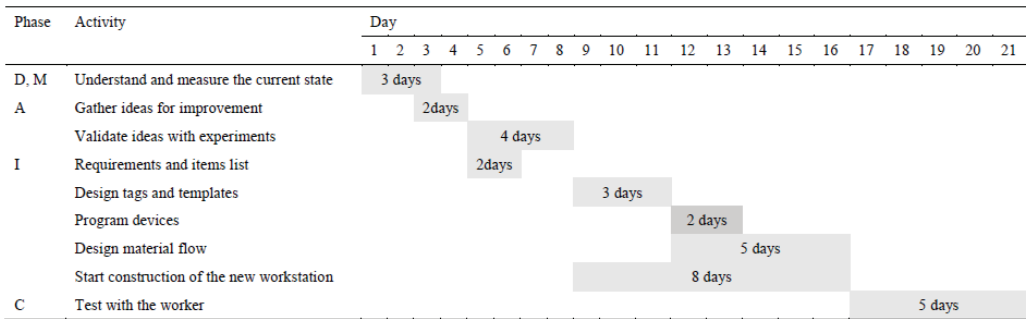 Phase Activity Day
1 2 3 4 5 6 7 8 9 10 11 12 13 14 15 16 17 18 19 20 21
D, M Understand and measure the current state 3 days
A Gather ideas for improvement 2days
Validate ideas with experiments 4 days
I Requirements and items list 2days
Design tags and templates 3 days
Program devices 2 days
Design material flow 5 days
Start construction of the new workstation 8 days
C Test with the worker 5 days